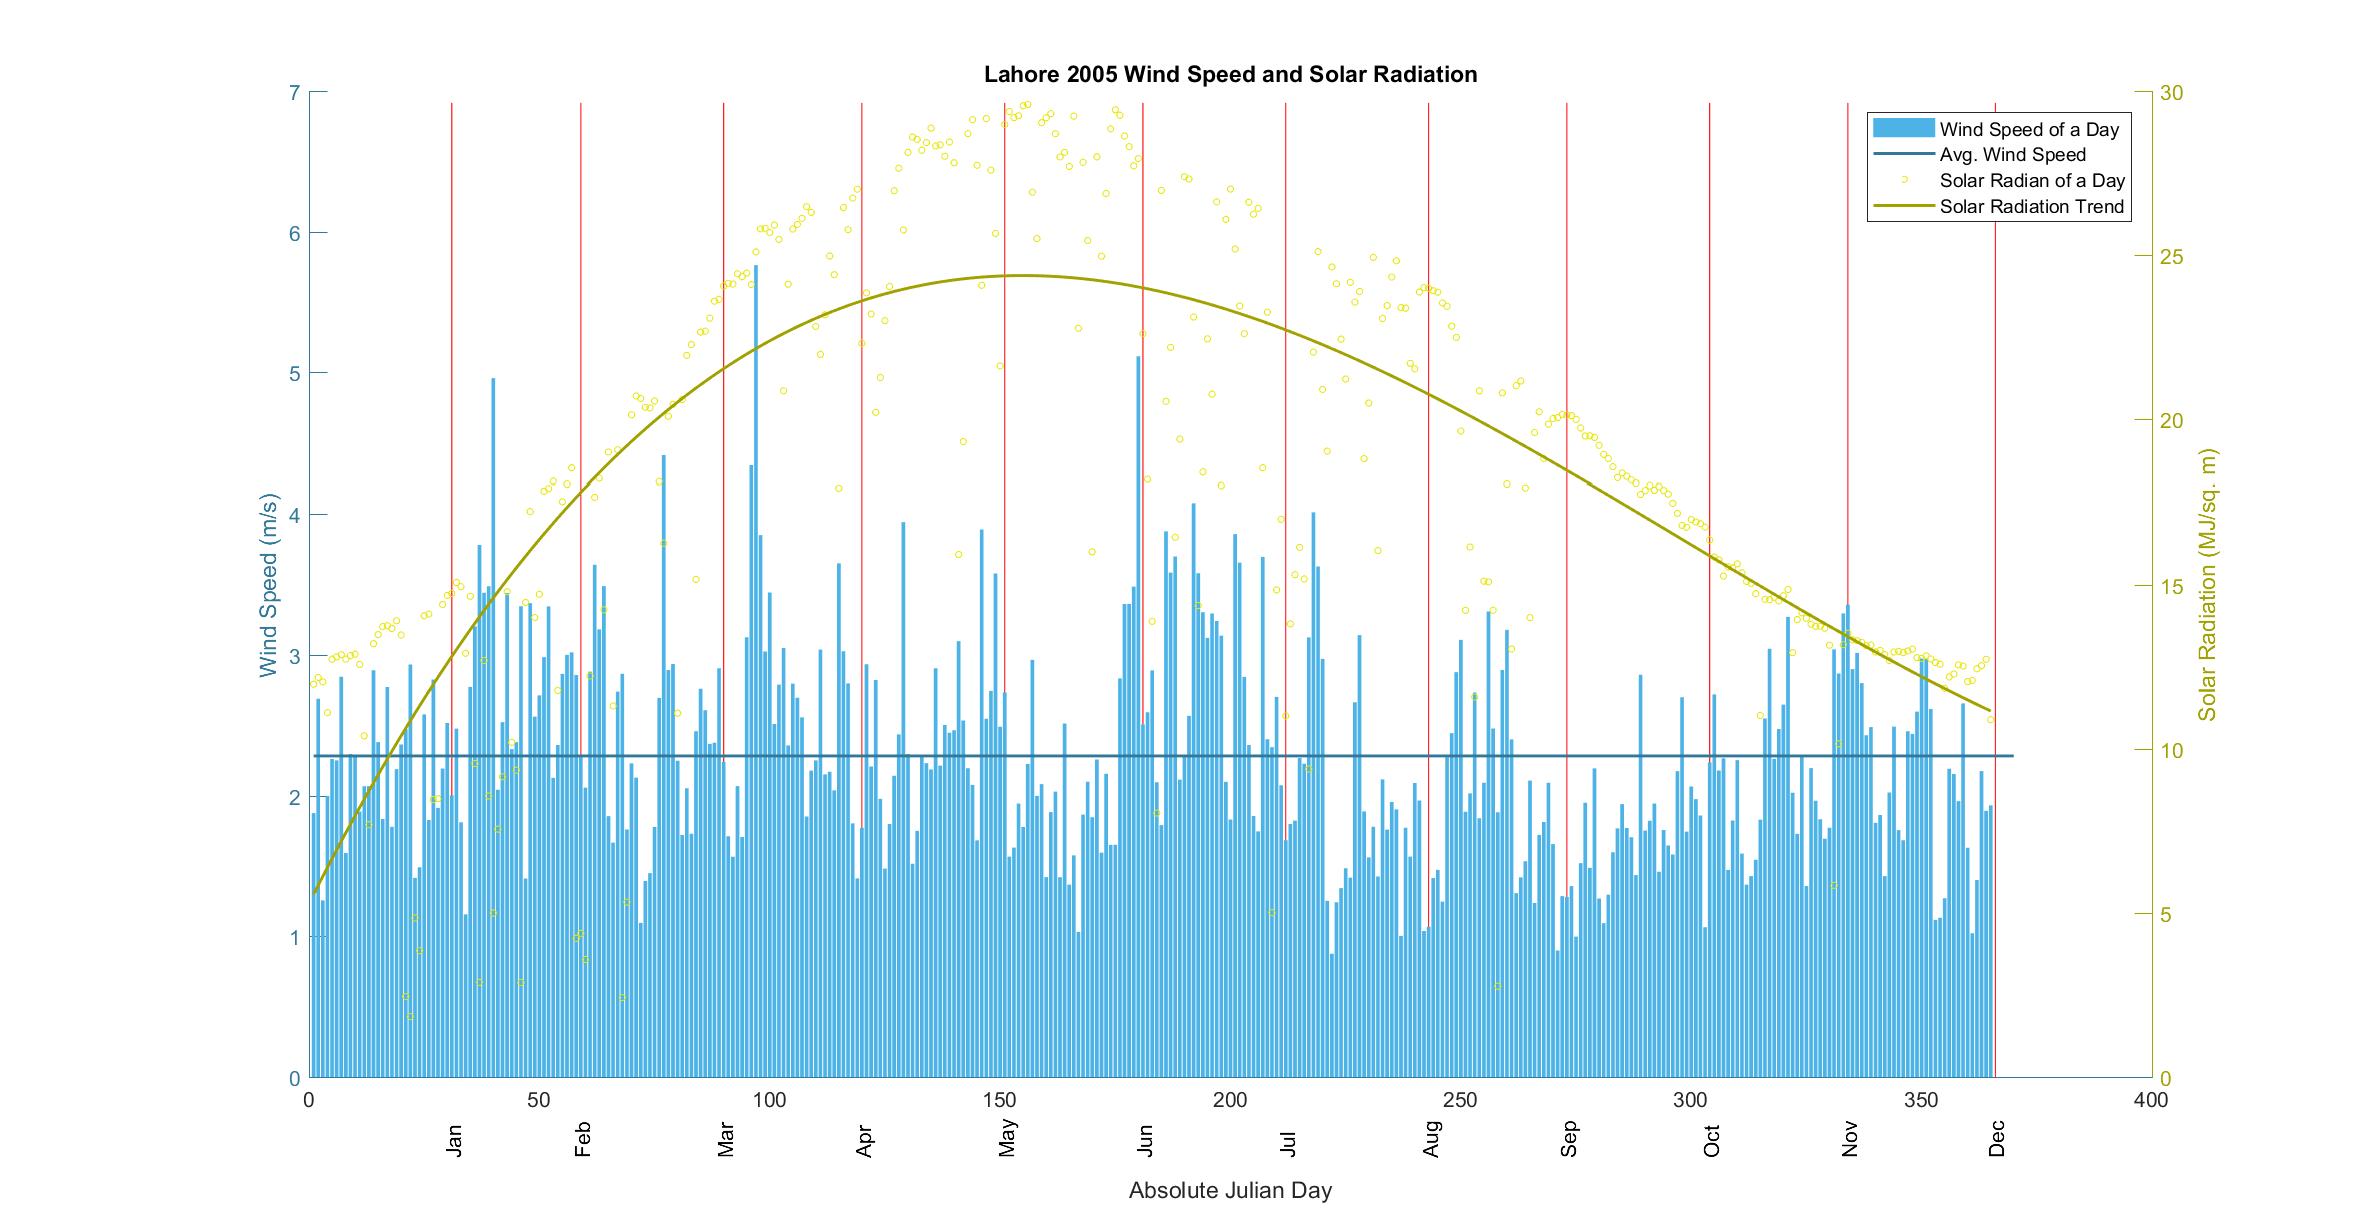 Lahore 2005 Wind Speed and Solar Radiation
Wind Speed of a Day
Avg. Wind Speed
Solar Radian of a Day
Solar Radiation Trend
Wind Speed (m/s)
7
6
5
4
3
2
1
0
Solar Radiation (MJ/sq. m)
30
25
20
15
10
5
0
0 50 100 150 200 250 300 350 400
Jan Feb Mar Apr May Jun Jul Aug Sep Oct Nov Dec
Absolute Julian Day